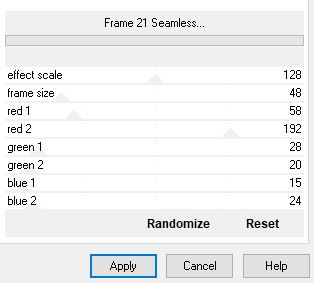 Frame 21 Seamless...
effect scale 128
frame size 48
red 1 58
red 2 192
green 1 28
green 2 20
blue 1 15
blue 2 24
Randomize Reset
Apply Cancel Help